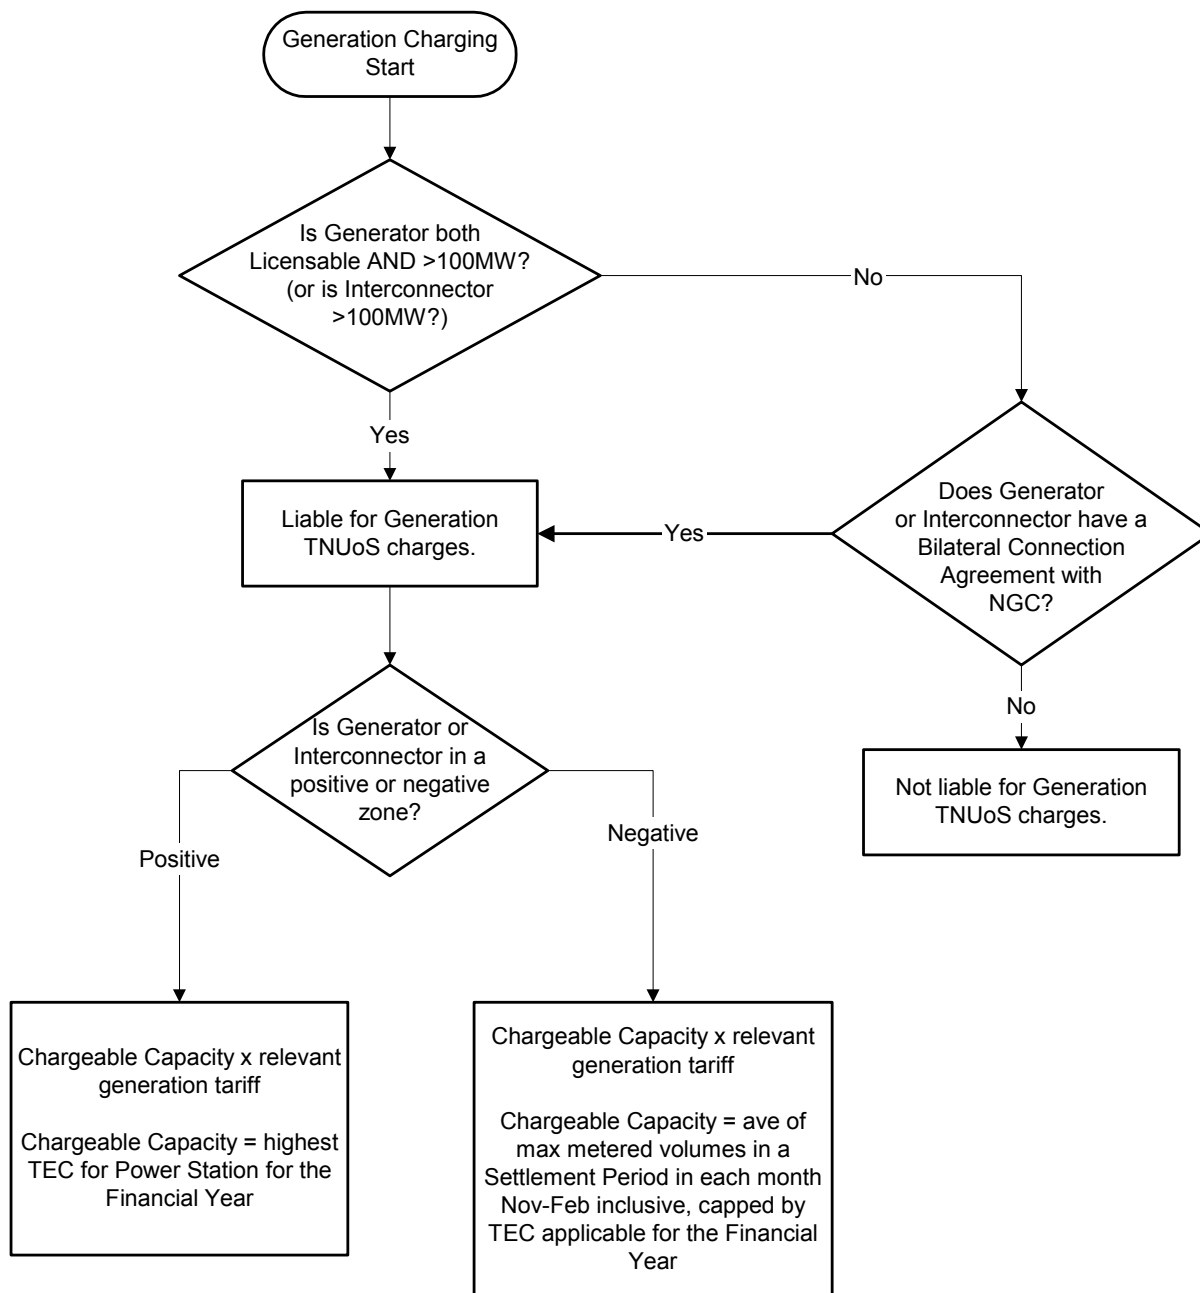 Generation Charging
Start
Is Generator both
Licensable AND >100MW?
(or is Interconnector
>100MW?)
No
Yes
Does Generator
or Interconnector have a
Bilateral Connection
Agreement with
NGC?
Yes
Liable for Generation
TNUoS charges.
No
Not liable for Generation
TNUoS charges.
Is Generator or
Interconnector in a
positive or negative
zone?
Positive
Negative
Chargeable Capacity x relevant
generation tariff
Chargeable Capacity = highest
TEC for Power Station for the
Financial Year
Chargeable Capacity x relevant
generation tariff
Chargeable Capacity = ave of
max metered volumes in a
Settlement Period in each month
Nov-Feb inclusive, capped by
TEC applicable for the Financial
Year